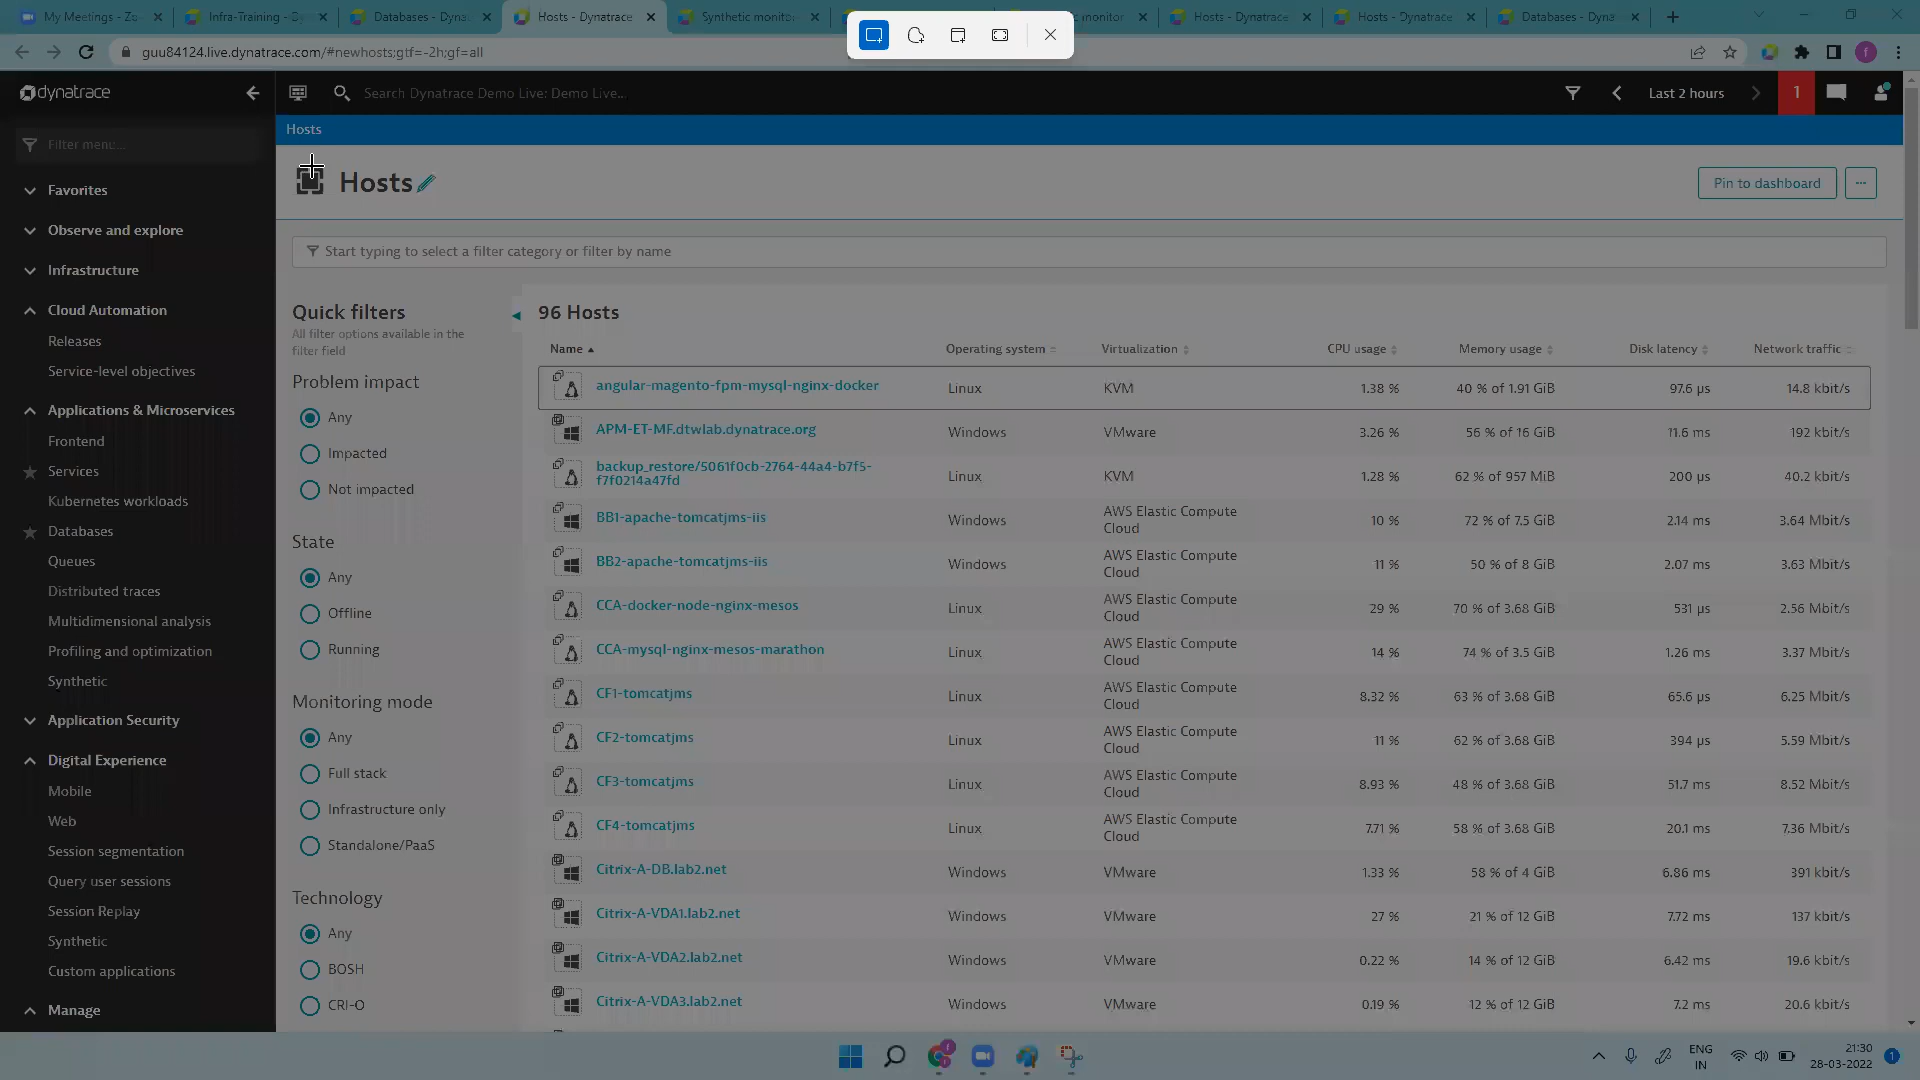 My Meetings - Zo
Infra-Training - Dy
Databases - Dyna
Hosts - Dynatrace
Synthetic monitor
monitor
Hosts - Dynatrace
Hosts - Dynatrace
Databases - Dyna
guu84124.live.dynatrace.com/#newhosts;gtf=-2h;gf=all
f
dynatrace
Search Dynatrace Demo Live: Demo Live...
Last 2 hours
1
Filter menu...
Favorites
Observe and explore
Infrastructure
Cloud Automation
Releases
Service-level objectives
Applications & Microservices
Frontend
Services
Kubernetes workloads
Databases
Queues
Distributed traces
Multidimensional analysis
Profiling and optimization
Synthetic
Application Security
Digital Experience
Mobile
Web
Session segmentation
Query user sessions
Session Replay
Synthetic
Custom applications
Manage
Hosts
Hosts
Pin to dashboard
...
Start typing to select a filter category or filter by name
Quick filters
All filter options available in the
filter field
Problem impact
Any
Impacted
Not impacted
State
Any
Offline
Running
Monitoring mode
Any
Full stack
Infrastructure only
Standalone/PaaS
Technology
Any
BOSH
CRI-O
96 Hosts
Name Operating system Virtualization CPU usage Memory usage Disk latency Network traffic
angular-magento-fpm-mysql-nginx-docker Linux KVM 1.38 % 40 % of 1.91 GiB 97.6 µs 14.8 kbit/s
APM-ET-MF.dtwlab.dynatrace.org Windows VMware 3.26 % 56 % of 16 GiB 11.6 ms 192 kbit/s
backup_restore/5061f0cb-2764-44a4-b7f5-
f7f0214a47fd Linux KVM 1.28 % 62 % of 957 MiB 200 µs 40.2 kbit/s
BB1-apache-tomcatjms-iis Windows AWS Elastic Compute
Cloud 10 % 72 % of 7.5 GiB 2.14 ms 3.64 Mbit/s
BB2-apache-tomcatjms-iis Windows AWS Elastic Compute
Cloud 11 % 50 % of 8 GiB 2.07 ms 3.63 Mbit/s
CCA-docker-node-nginx-mesos Linux AWS Elastic Compute
Cloud 29 % 70 % of 3.68 GiB 531 µs 2.56 Mbit/s
CCA-mysql-nginx-mesos-marathon Linux AWS Elastic Compute
Cloud 14 % 74 % of 3.5 GiB 1.26 ms 3.37 Mbit/s
CF1-tomcatjms Linux AWS Elastic Compute
Cloud 8.32 % 63 % of 3.68 GiB 65.6 µs 6.25 Mbit/s
CF2-tomcatjms Linux AWS Elastic Compute
Cloud 11 % 62 % of 3.68 GiB 394 µs 5.59 Mbit/s
CF3-tomcatjms Linux AWS Elastic Compute
Cloud 8.93 % 48 % of 3.68 GiB 51.7 ms 8.52 Mbit/s
CF4-tomcatjms Linux AWS Elastic Compute
Cloud 7.71 % 58 % of 3.68 GiB 20.1 ms 7.36 Mbit/s
Citrix-A-DB.lab2.net Windows VMware 1.33 % 58 % of 4 GiB 6.86 ms 391 kbit/s
Citrix-A-VDA1.lab2.net Windows VMware 27 % 21 % of 12 GiB 7.72 ms 137 kbit/s
Citrix-A-VDA2.lab2.net Windows VMware 0.22 % 14 % of 12 GiB 6.42 ms 19.6 kbit/s
Citrix-A-VDA3.lab2.net Windows VMware 0.19 % 12 % of 12 GiB 7.2 ms 20.6 kbit/s
ENG
IN
21:30
28-03-2022
1